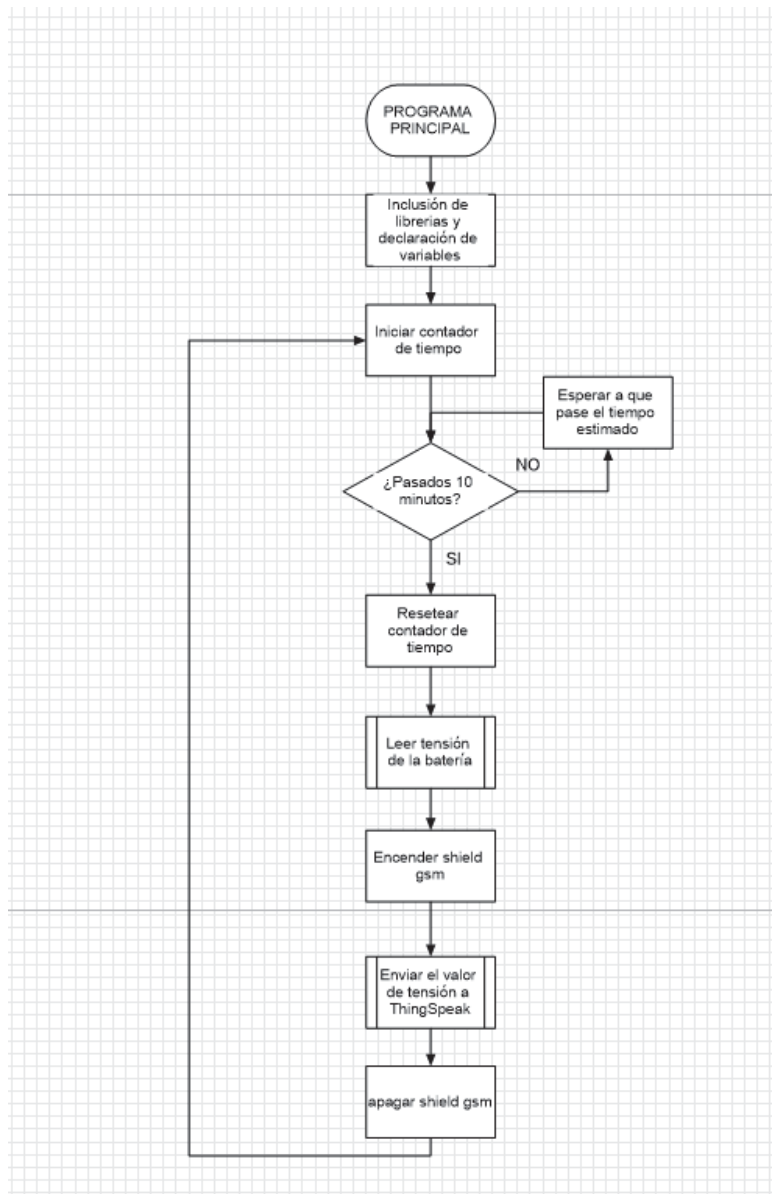 PROGRAMA
PRINCIPAL
Inclusión de
librerias y
declaración de
variables
Iniciar contador
de tiempo
Esperar a que
pase el tiempo
estimado
¿Pasados 10
minutos?
NO
SI
Resetear
contador de
tiempo
Leer tensión
de la batería
Encender shield
gsm
Enviar el valor
de tensión a
ThingSpeak
apagar shield gsm